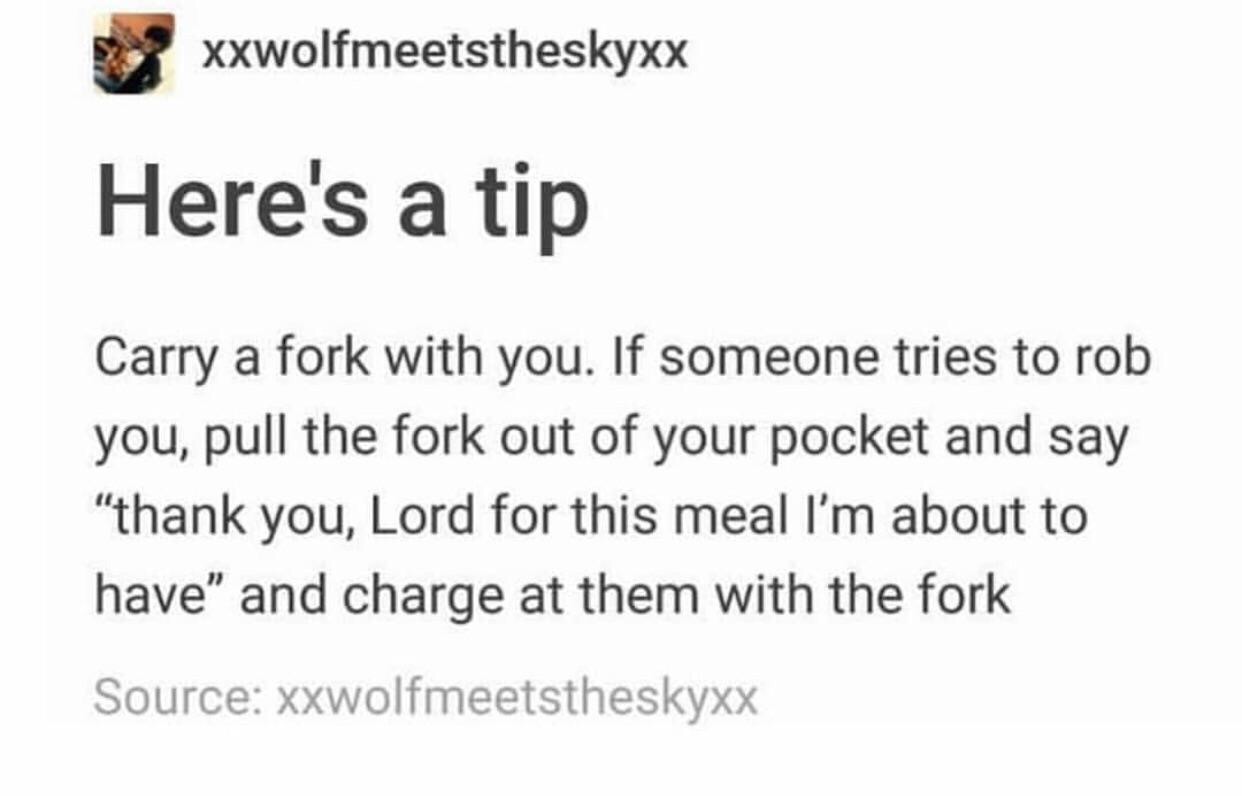 xxwolfmeetstheskyxx
Here's a tip
Carry a fork with you. If someone tries to rob
you, pull the fork out of your pocket and say
“thank you, Lord for this meal I’m about to
have” and charge at them with the fork
Source: xxwolfmeetstheskyxx